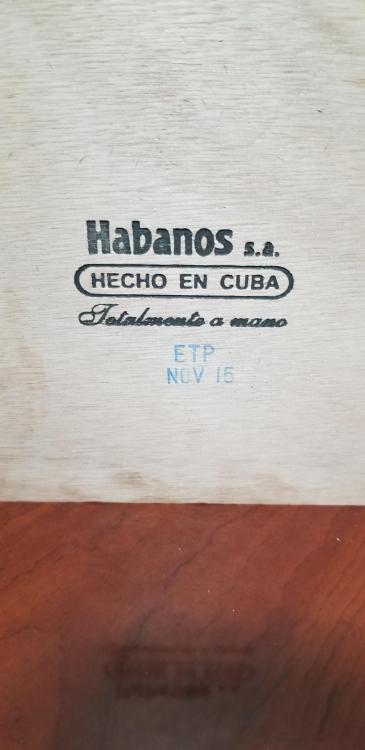 Habanos s.a.
HECHO EN CUBA
Totalmente a mano
ETP
NOV 15